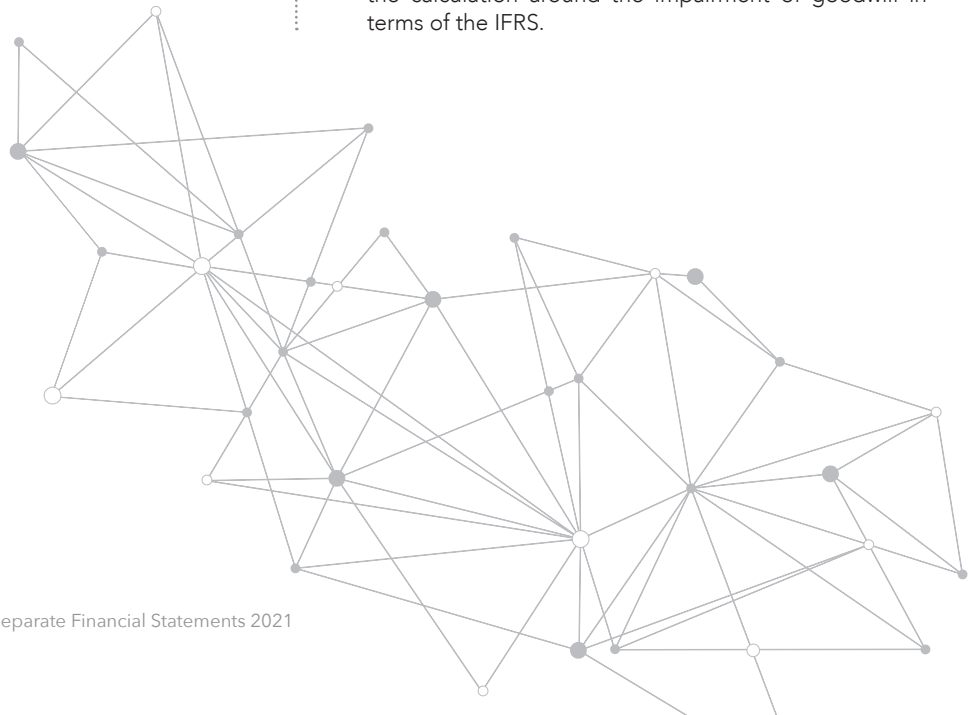 the calculation around the impairment of goodwill in
terms of the IFRS.
eparate Financial Statements 2021